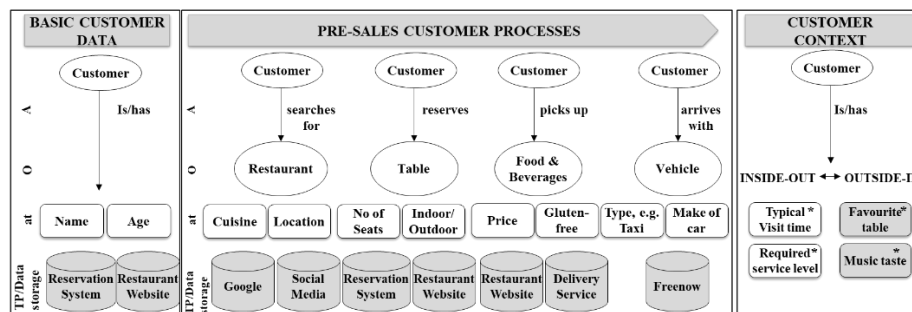 BASIC CUSTOMER
DATA
Customer
Is/has
A
O
at
Name
Age
TP/Data
storage
Reservation
System
Restaurant
Website
PRE-SALES CUSTOMER PROCESSES
Customer
Customer
Customer
Customer
searches
for
reserves
picks up
arrives
with
A
O
at
Restaurant
Table
Food &
Beverages
Vehicle
Cuisine
Location
No of
Seats
Indoor/
Outdoor
Price
Gluten-
free
Type, e.g.
Taxi
Make of
car
TP/Data
storage
Google
Social
Media
Reservation
System
Restaurant
Website
Restaurant
Website
Delivery
Service
Freenow
CUSTOMER
CONTEXT
Customer
Is/has
INSIDE-OUT OUTSIDE-I
Typical *
Visit time
Favourite *
table
Required *
service level
Music taste *